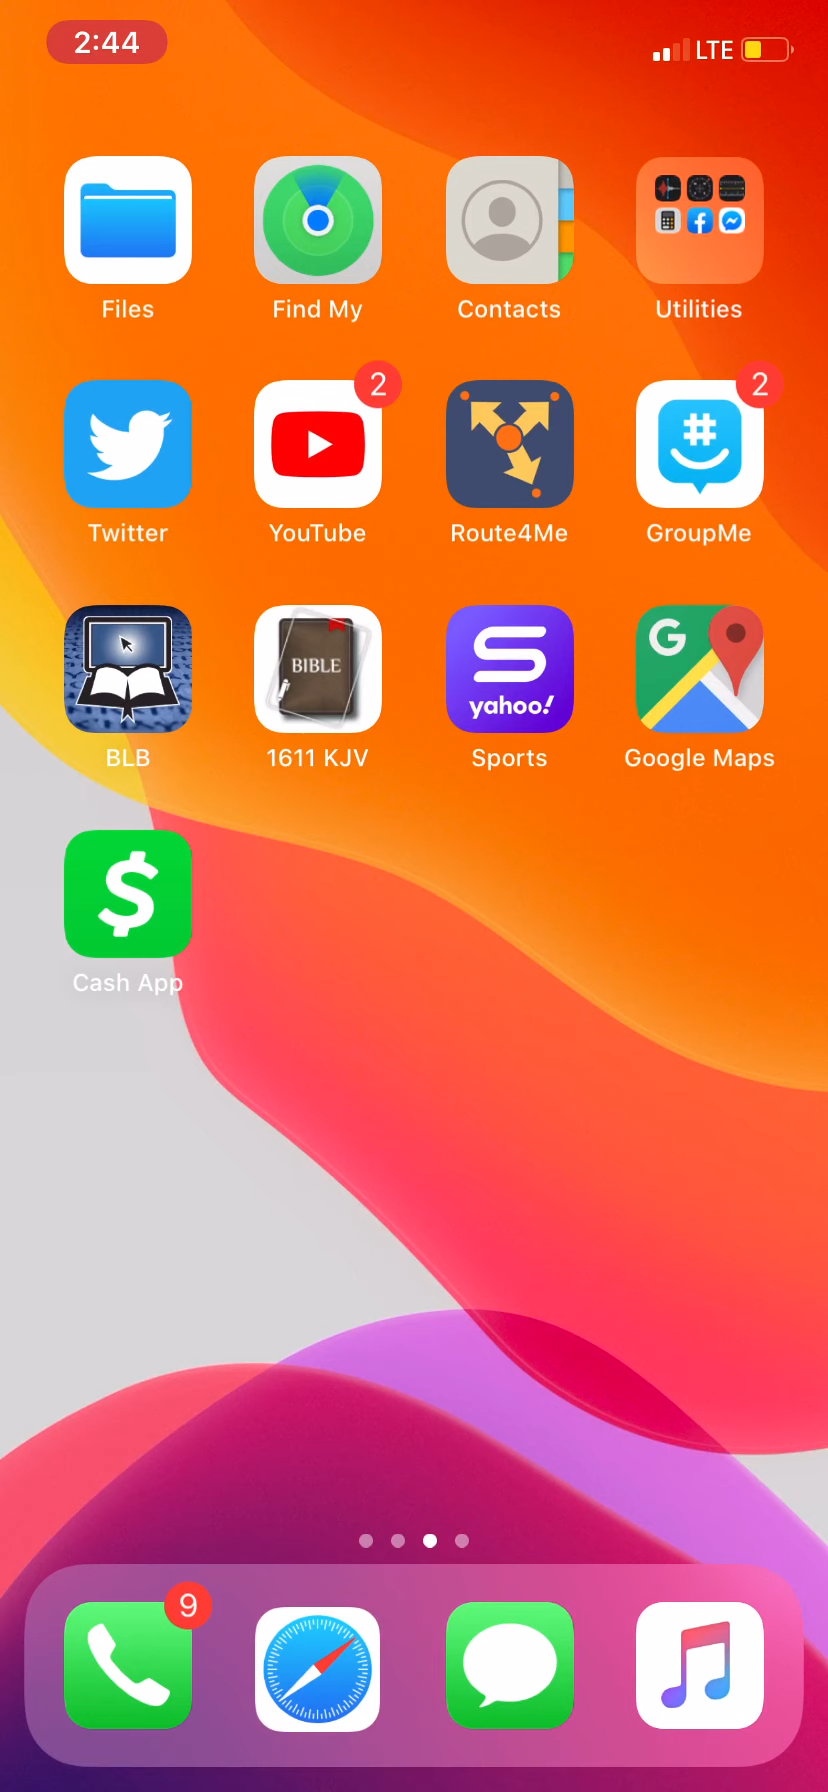 2:44 LTE
Files Find My Contacts Utilities
2 2
Twitter YouTube Route4Me GroupMe
BIBLE
yahoo!
BLB 1611 KJV Sports Google Maps
$
Cash App
9